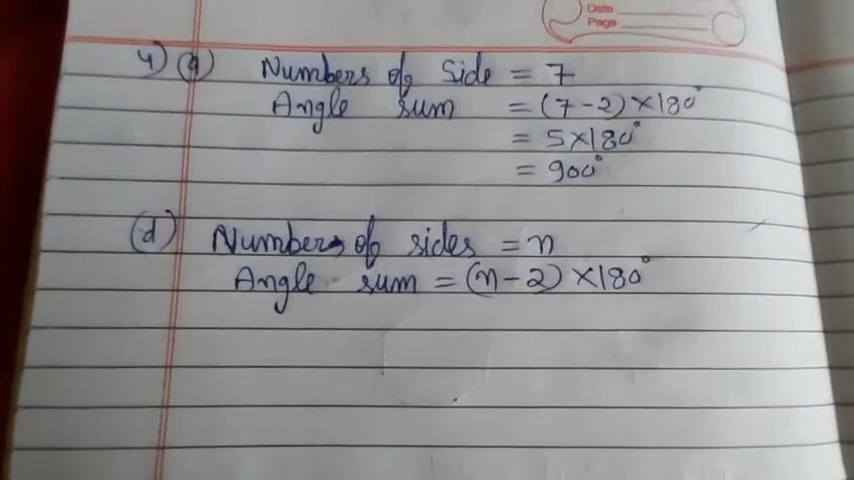 Date
Page
4) (a) Numbers of Side = 7
Angle sum = (7-2)×180°
= 5×180°
= 900°
(d) Numbers of sides = n
Angle sum = (n-2)×180°